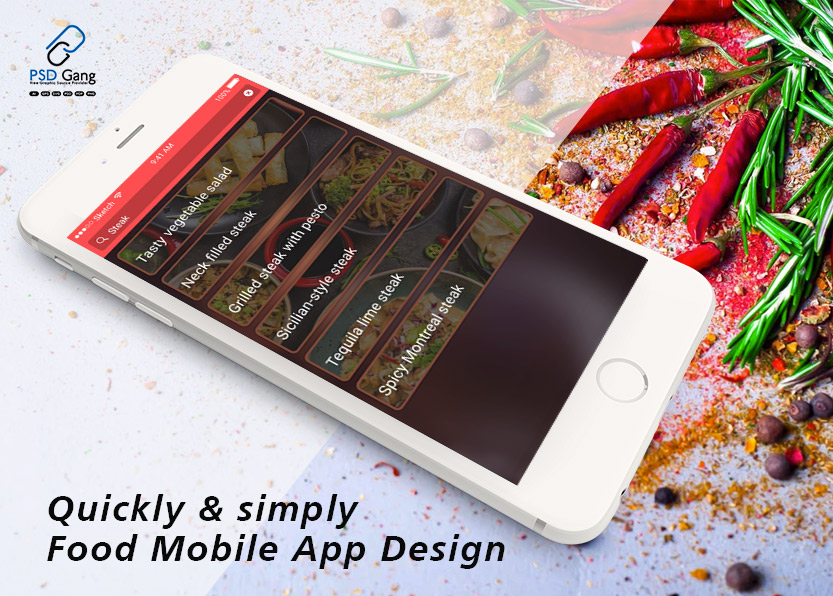 PSD Gang
Free Graphic Source Provider
Sketch
9:41 AM
100%
Steak
Tasty vegetable salad
Neck filled steak
Grilled steak with pesto
Sicilian-style steak
Tequila lime steak
Spicy Montreal steak
Quickly & simply
Food Mobile App Design